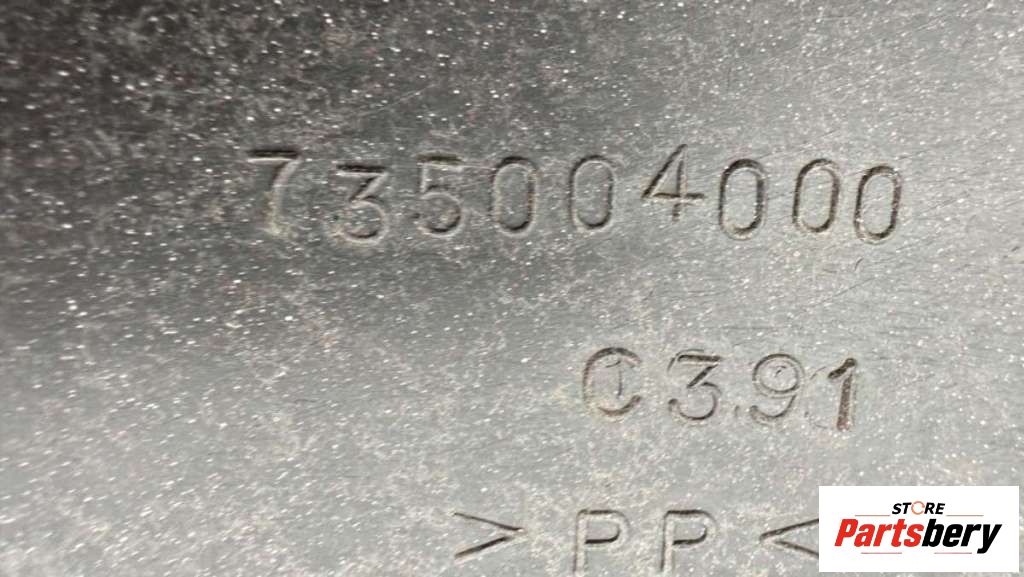 735004000
C391
>PP<
STORE
Partsbery